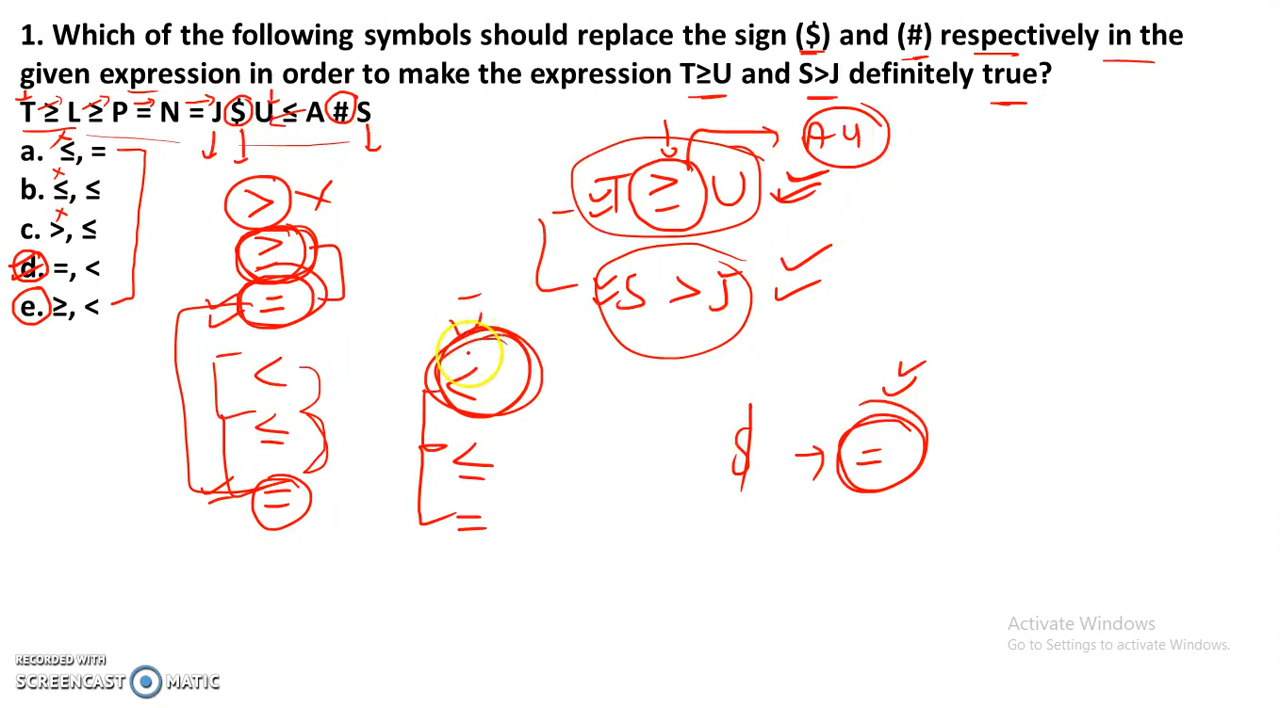 1. Which of the following symbols should replace the sign ($) and (#) respectively in the
given expression in order to make the expression T≥U and S>J definitely true?
T ≥ L ≥ P = N = J $ U ≤ A # S
a. ≤, =
b. ≤, ≤
c. >, ≤
d. =, <
e. ≥, <
>
≥
=
<
≤
=
<
≤
=
T ≥ U
S > J
$ → =
Activate Windows
Go to Settings to activate Windows.
RECORDED WITH
SCREENCAST MATIC